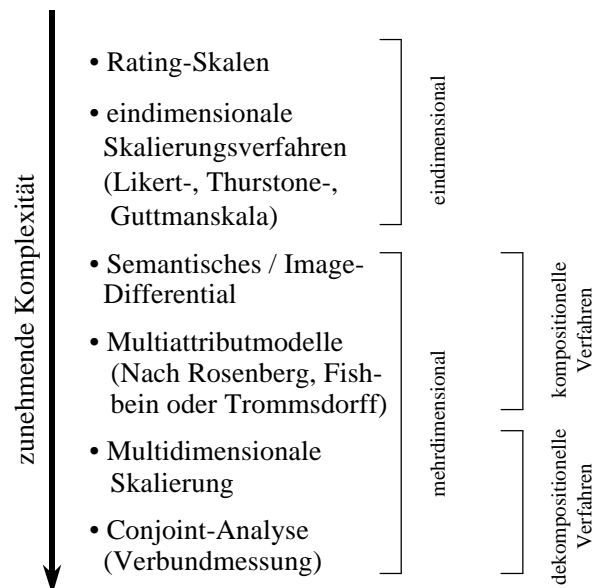 zunehmende Komplexität
• Rating-Skalen
• eindimensionale
Skalierungsverfahren
(Likert-, Thurstone-,
Guttmanskala)
• Semantisches / Image-
Differential
• Multiattributmodelle
(Nach Rosenberg, Fish-
bein oder Trommsdorff)
• Multidimensionale
Skalierung
• Conjoint-Analyse
(Verbundmessung)
eindimensional
mehrdimensional
kompositionelle
Verfahren
dekompositionelle
Verfahren